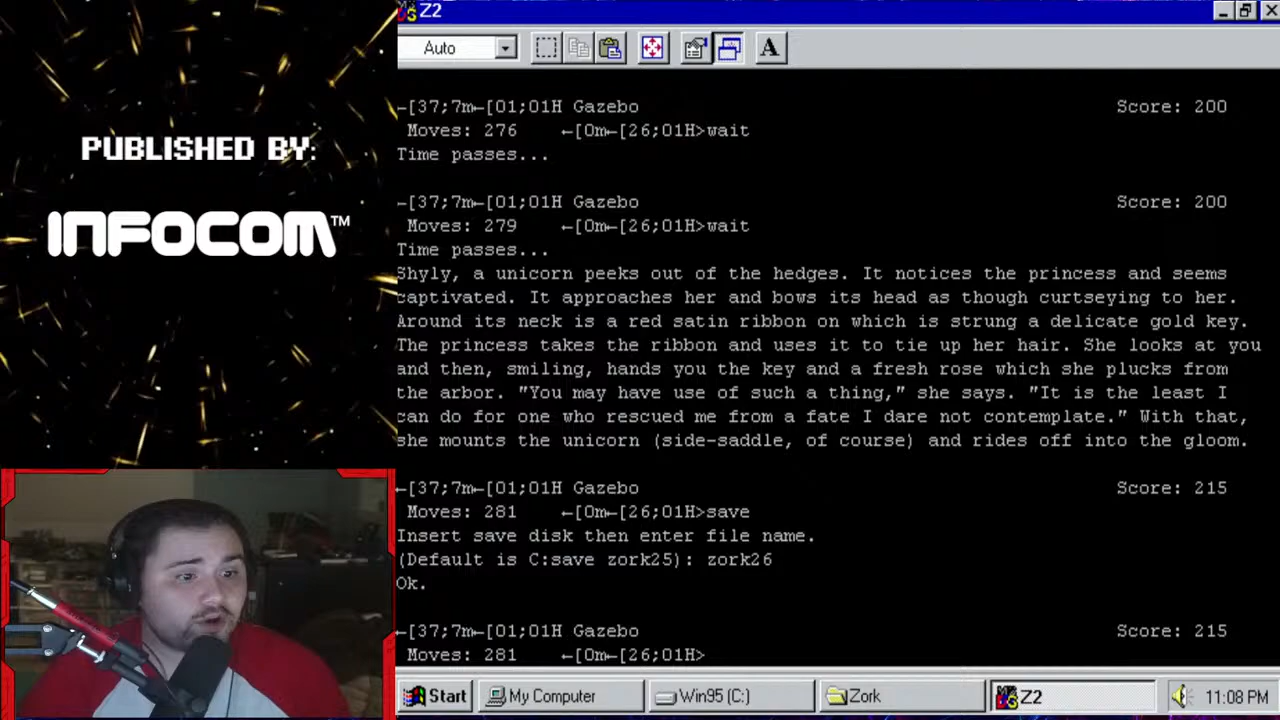 PUBLISHED BY:
INFOCOM™
Z2
Auto
A
←[37;7m←[01;01H Gazebo Score: 200
Moves: 276 ←[0m←[26;01H>wait
Time passes...
←[37;7m←[01;01H Gazebo Score: 200
Moves: 279 ←[0m←[26;01H>wait
Time passes...
Shyly, a unicorn peeks out of the hedges. It notices the princess and seems
captivated. It approaches her and bows its head as though curtseying to her.
Around its neck is a red satin ribbon on which is strung a delicate gold key.
The princess takes the ribbon and uses it to tie up her hair. She looks at you
and then, smiling, hands you the key and a fresh rose which she plucks from
the arbor. "You may have use of such a thing," she says. "It is the least I
can do for one who rescued me from a fate I dare not contemplate." With that,
she mounts the unicorn (side-saddle, of course) and rides off into the gloom.
←[37;7m←[01;01H Gazebo Score: 215
Moves: 281 ←[0m←[26;01H>save
Insert save disk then enter file name.
(Default is C:save zork25): zork26
Ok.
←[37;7m←[01;01H Gazebo Score: 215
Moves: 281 ←[0m←[26;01H>
Start My Computer Win95 (C:) Zork Z2 11:08 PM